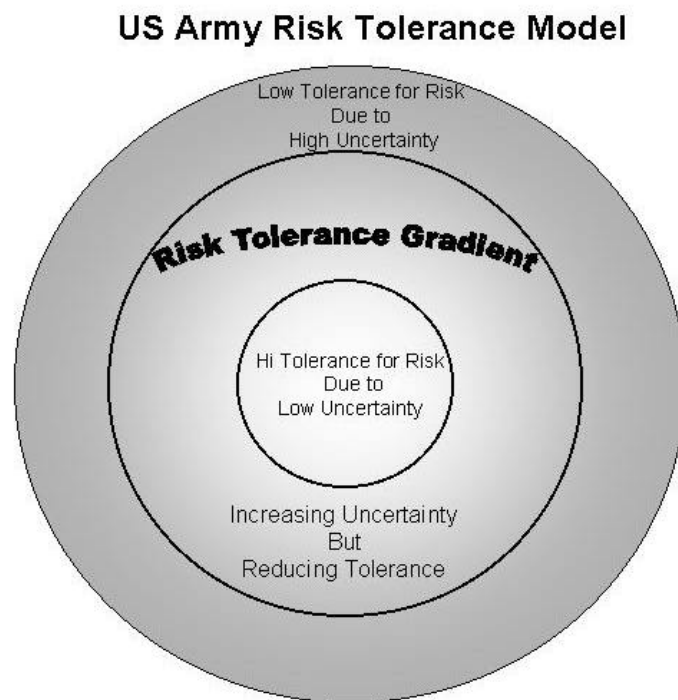 US Army Risk Tolerance Model
Low Tolerance for Risk
Due to
High Uncertainty
Risk Tolerance Gradient
Hi Tolerance for Risk
Due to
Low Uncertainty
Increasing Uncertainty
But
Reducing Tolerance